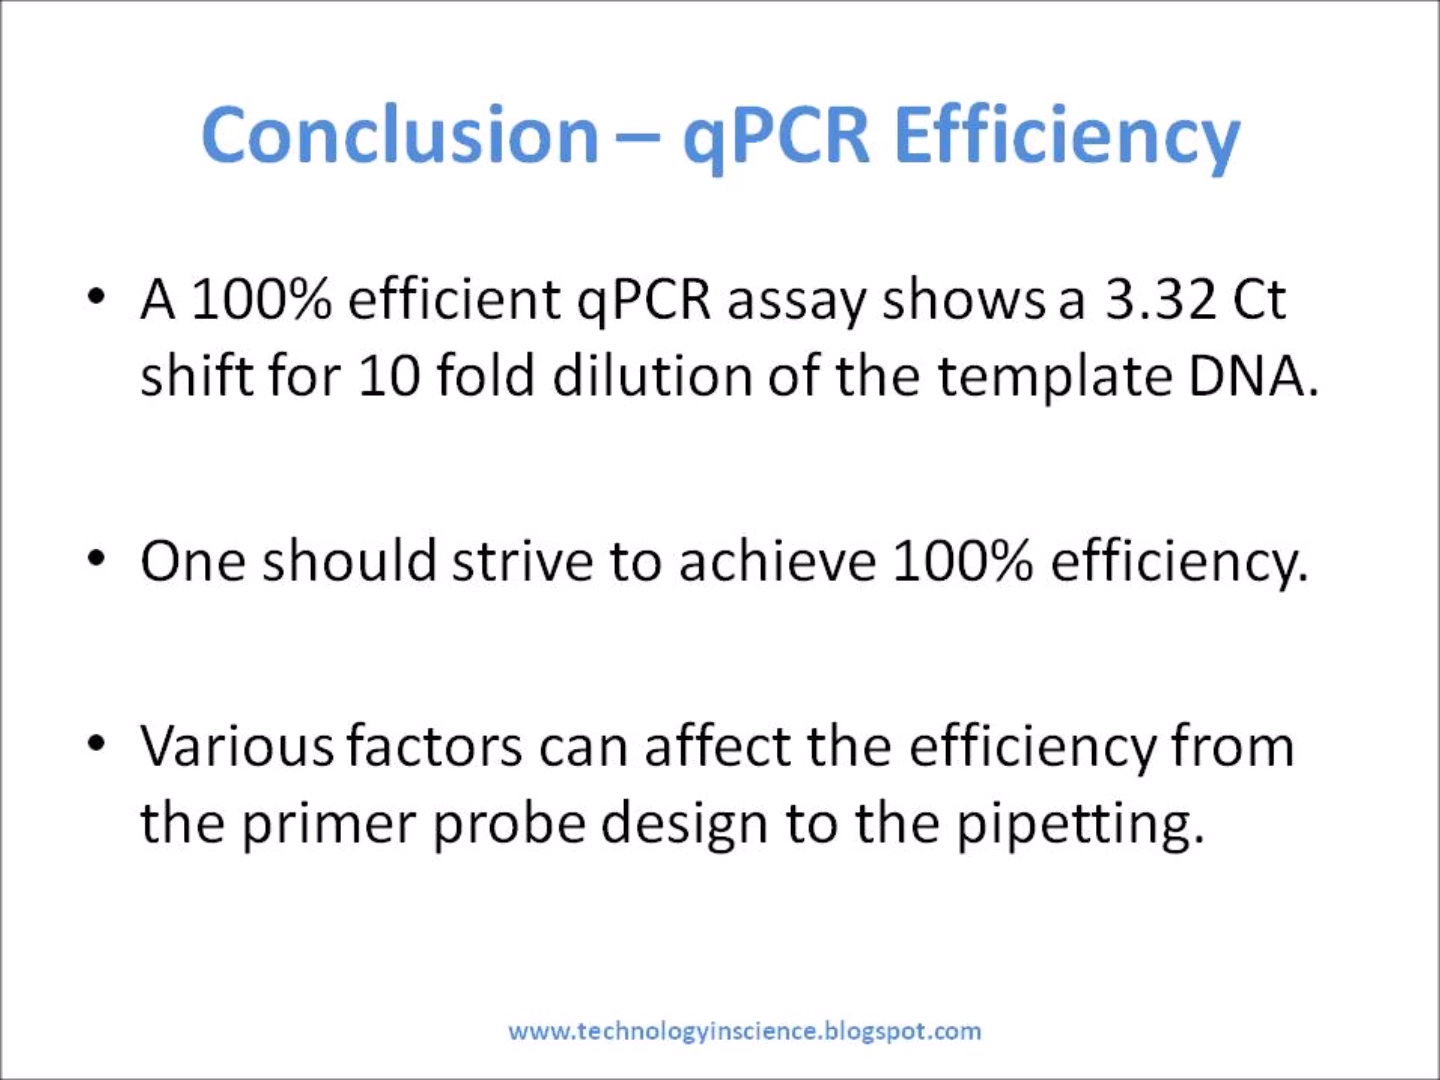 Conclusion – qPCR Efficiency
• A 100% efficient qPCR assay shows a 3.32 Ct
shift for 10 fold dilution of the template DNA.
• One should strive to achieve 100% efficiency.
• Various factors can affect the efficiency from
the primer probe design to the pipetting.
www.technologyinscience.blogspot.com